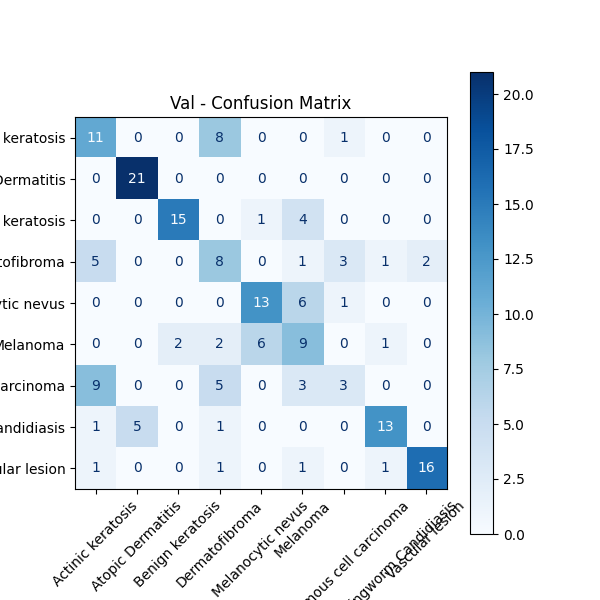 Val - Confusion Matrix
keratosis 11 0 0 8 0 0 1 0 0
Dermatitis 0 21 0 0 0 0 0 0 0
keratosis 0 0 15 0 1 4 0 0 0
tofibroma 5 0 0 8 0 1 3 1 2
ytic nevus 0 0 0 0 13 6 1 0 0
Melanoma 0 0 2 2 6 9 0 1 0
arcinoma 9 0 0 5 0 3 3 0 0
andidiasis 1 5 0 1 0 0 0 13 0
ular lesion 1 0 0 1 0 1 0 1 16
Actinic keratosis
Atopic Dermatitis
Benign keratosis
Dermatofibroma
Melanocytic nevus
Melanoma
mous cell carcinoma
ngworm Candidiasis
Vascular lesion
20.0
17.5
15.0
12.5
10.0
7.5
5.0
2.5
0.0